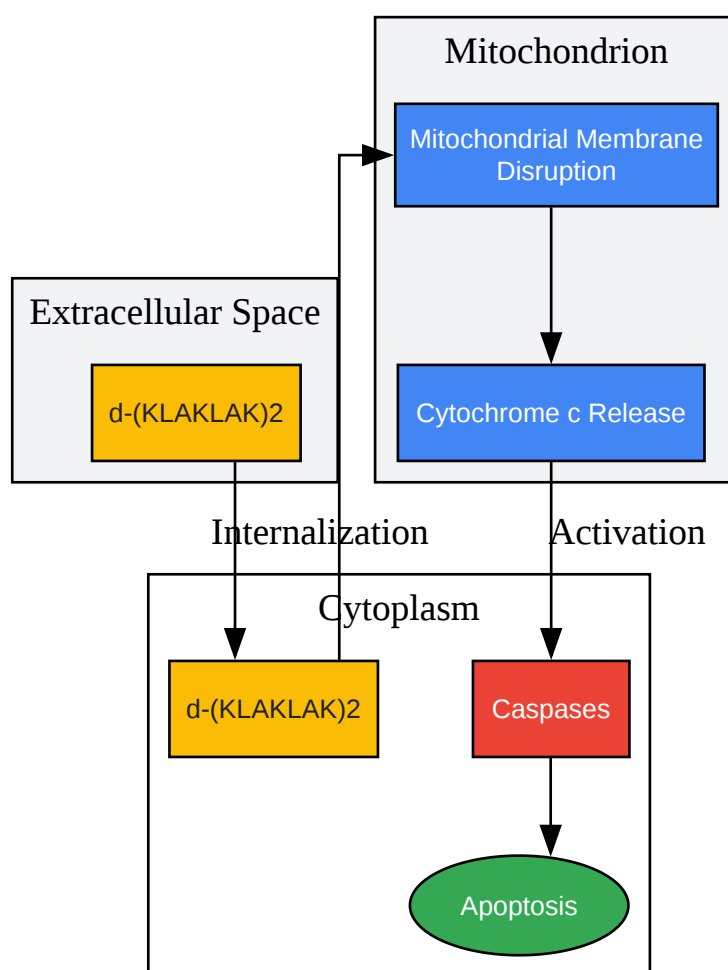 Mitochondrion
Mitochondrial Membrane
Disruption
Extracellular Space
d-(KLAKLAK)2
Cytochrome c Release
Internalization
Activation
Cytoplasm
d-(KLAKLAK)2
Caspases
Apoptosis